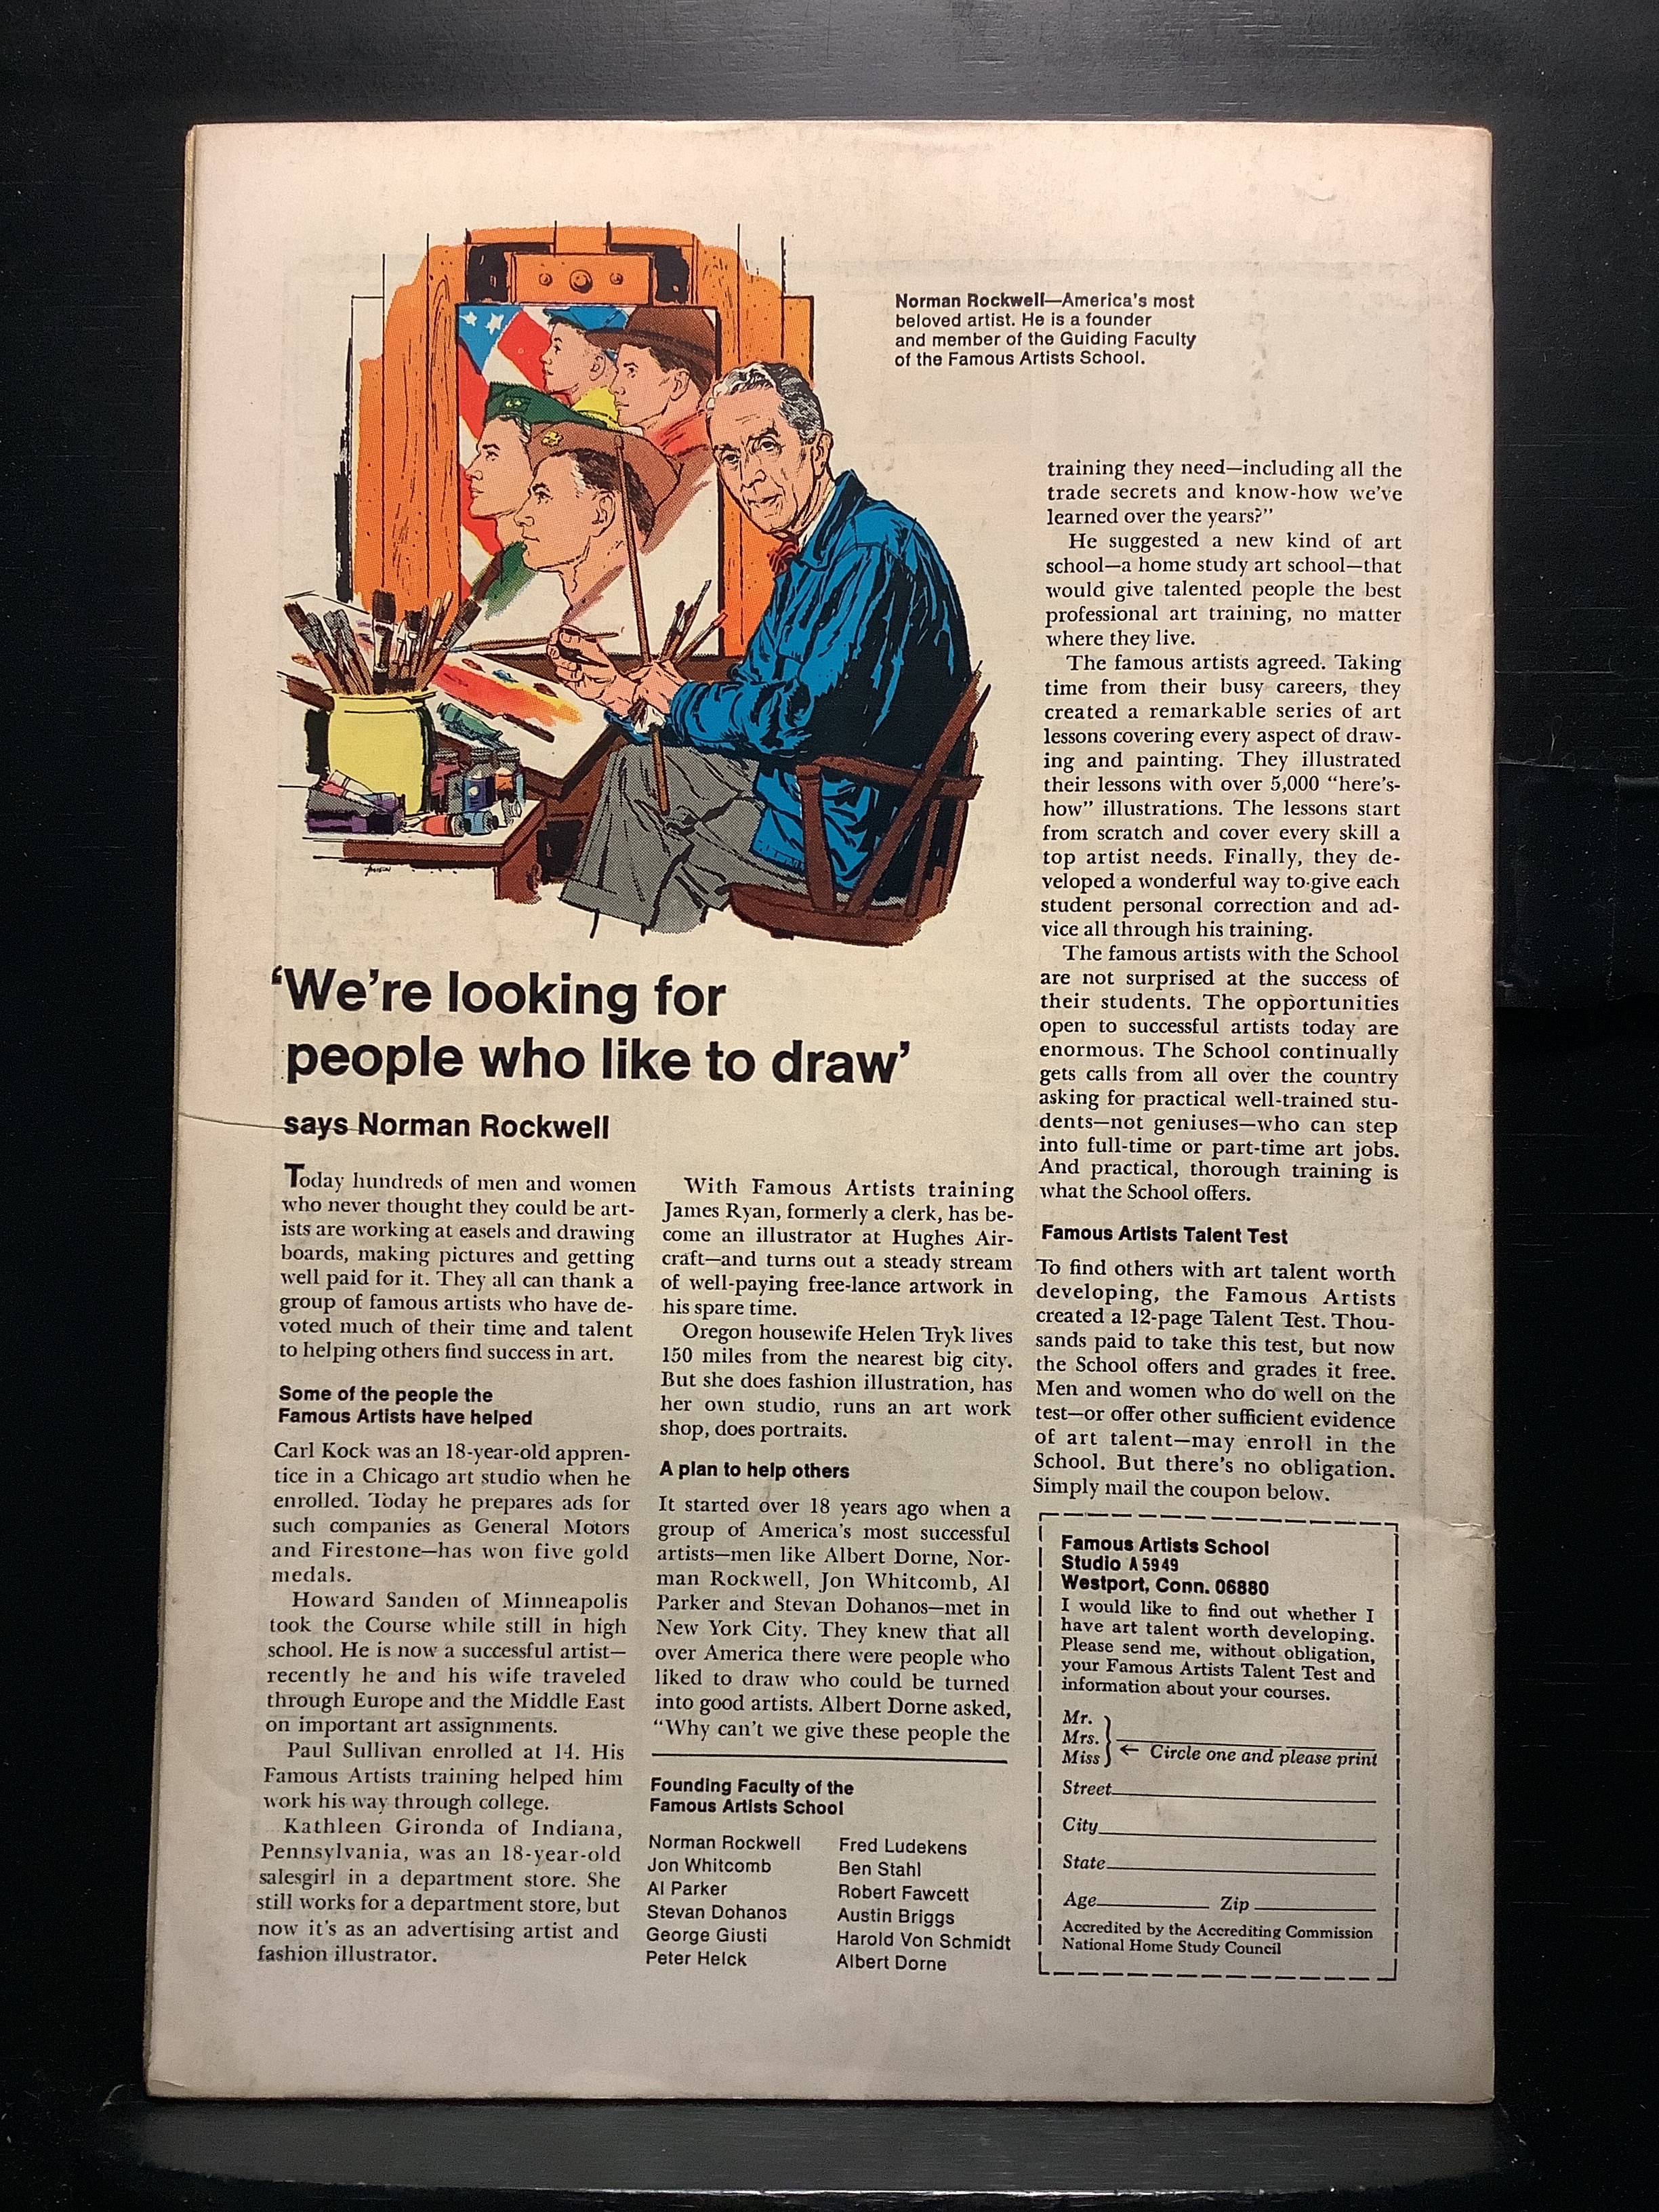 Norman Rockwell—America's most
beloved artist. He is a founder
and member of the Guiding Faculty
of the Famous Artists School.
'We're looking for
people who like to draw'
says Norman Rockwell
Today hundreds of men and women
who never thought they could be art-
ists are working at easels and drawing
boards, making pictures and getting
well paid for it. They all can thank a
group of famous artists who have de-
voted much of their time and talent
to helping others find success in art.
Some of the people the
Famous Artists have helped
Carl Kock was an 18-year-old appren-
tice in a Chicago art studio when he
enrolled. Today he prepares ads for
such companies as General Motors
and Firestone—has won five gold
medals.
Howard Sanden of Minneapolis
took the Course while still in high
school. He is now a successful artist—
recently he and his wife traveled
through Europe and the Middle East
on important art assignments.
Paul Sullivan enrolled at 14. His
Famous Artists training helped him
work his way through college.
Kathleen Gironda of Indiana,
Pennsylvania, was an 18-year-old
salesgirl in a department store. She
still works for a department store, but
now it's as an advertising artist and
fashion illustrator.
With Famous Artists training
James Ryan, formerly a clerk, has be-
come an illustrator at Hughes Air-
craft—and turns out a steady stream
of well-paying free-lance artwork in
his spare time.
Oregon housewife Helen Tryk lives
150 miles from the nearest big city.
But she does fashion illustration, has
her own studio, runs an art work
shop, does portraits.
A plan to help others
It started over 18 years ago when a
group of America's most successful
artists—men like Albert Dorne, Nor-
man Rockwell, Jon Whitcomb, Al
Parker and Stevan Dohanos—met in
New York City. They knew that all
over America there were people who
liked to draw who could be turned
into good artists. Albert Dorne asked,
"Why can't we give these people the
training they need—including all the
trade secrets and know-how we've
learned over the years?"
He suggested a new kind of art
school—a home study art school—that
would give talented people the best
professional art training, no matter
where they live.
The famous artists agreed. Taking
time from their busy careers, they
created a remarkable series of art
lessons covering every aspect of draw-
ing and painting. They illustrated
their lessons with over 5,000 "here's-
how" illustrations. The lessons start
from scratch and cover every skill a
top artist needs. Finally, they de-
veloped a wonderful way to give each
student personal correction and ad-
vice all through his training.
The famous artists with the School
are not surprised at the success of
their students. The opportunities
open to successful artists today are
enormous. The School continually
gets calls from all over the country
asking for practical well-trained stu-
dents—not geniuses—who can step
into full-time or part-time art jobs.
And practical, thorough training is
what the School offers.
Famous Artists Talent Test
To find others with art talent worth
developing, the Famous Artists
created a 12-page Talent Test. Thou-
sands paid to take this test, but now
the School offers and grades it free.
Men and women who do well on the
test—or offer other sufficient evidence
of art talent—may enroll in the
School. But there's no obligation.
Simply mail the coupon below.
Founding Faculty of the
Famous Artists School
Norman Rockwell
Jon Whitcomb
Al Parker
Stevan Dohanos
George Giusti
Peter Helck
Fred Ludekens
Ben Stahl
Robert Fawcett
Austin Briggs
Harold Von Schmidt
Albert Dorne
Famous Artists School
Studio A 5949
Westport, Conn. 06880
I would like to find out whether I
have art talent worth developing.
Please send me, without obligation,
your Famous Artists Talent Test and
information about your courses.
Mr.
Mrs.
Miss
← Circle one and please print
Street
City
State
Age Zip
Accredited by the Accrediting Commission
National Home Study Council